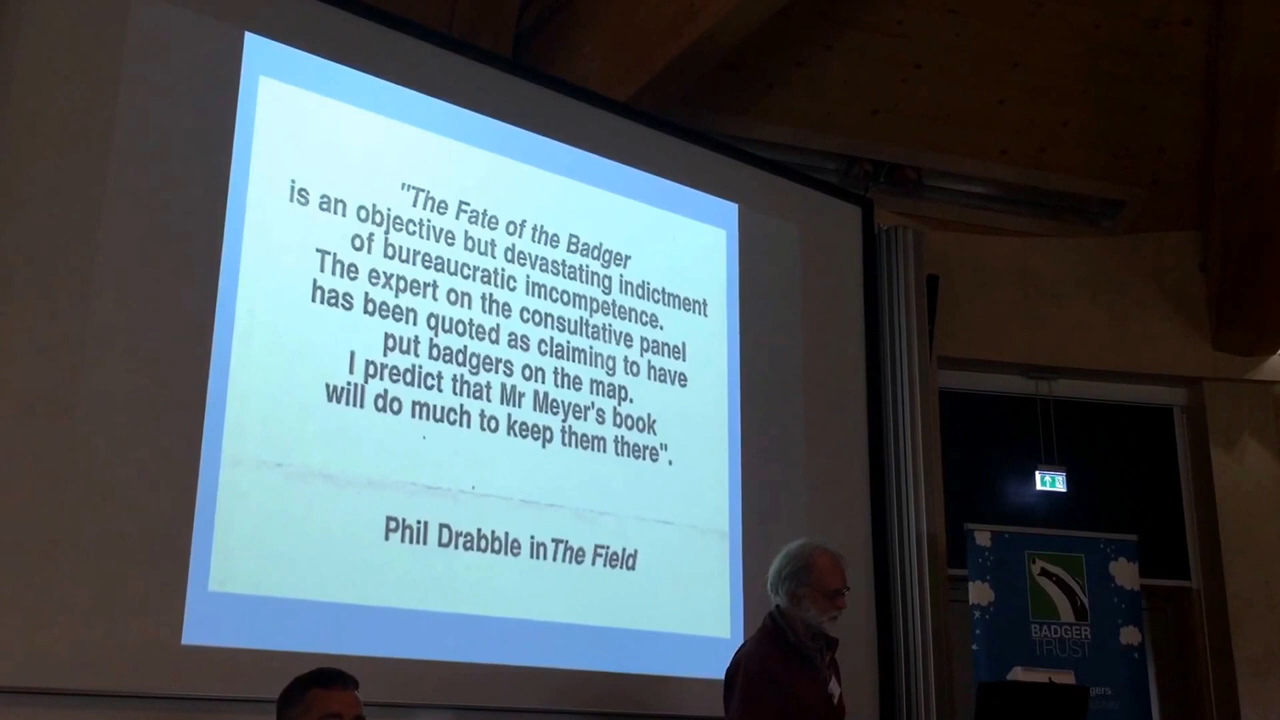 "The Fate of the Badger
is an objective but devastating indictment
of bureaucratic imcompetence.
The expert on the consultative panel
has been quoted as claiming to have
put badgers on the map.
I predict that Mr Meyer's book
will do much to keep them there".
Phil Drabble in The Field
BADGER
TRUST
gers